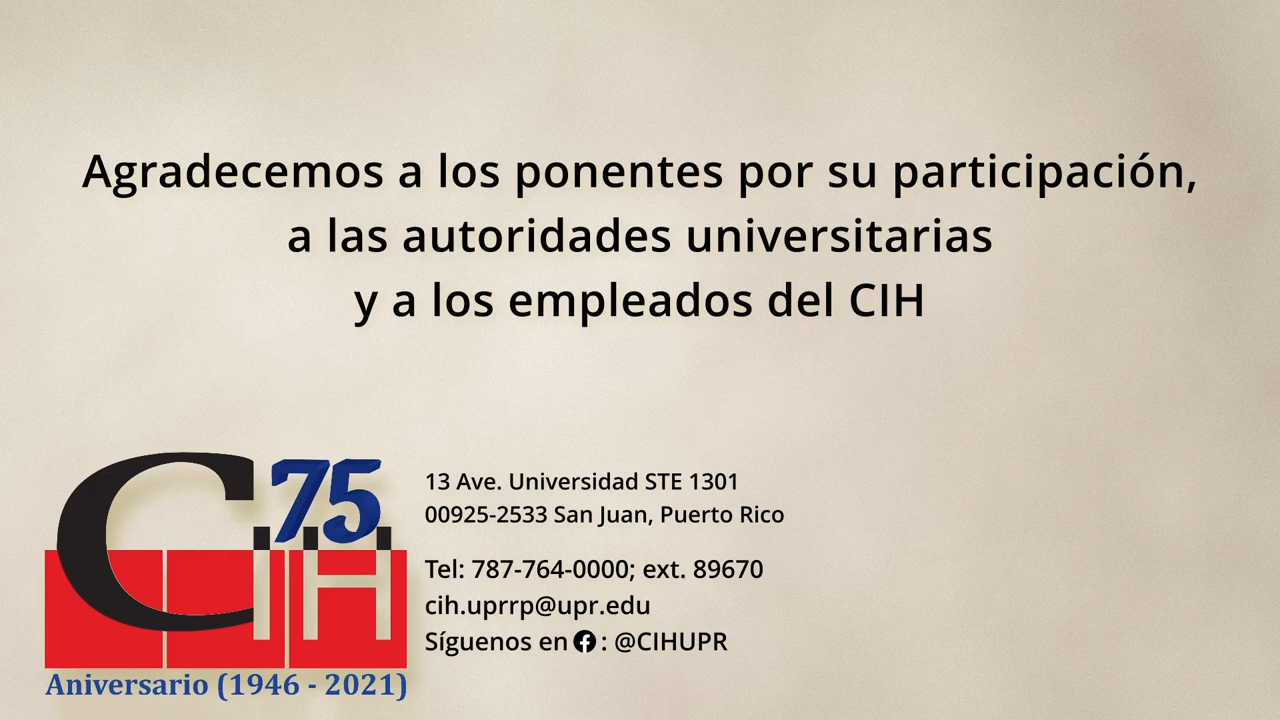 Agradecemos a los ponentes por su participación,
a las autoridades universitarias
y a los empleados del CIH
CIH 75
Aniversario (1946 - 2021)
13 Ave. Universidad STE 1301
00925-2533 San Juan, Puerto Rico
Tel: 787-764-0000; ext. 89670
cih.uprrp@upr.edu
Síguenos en : @CIHUPR